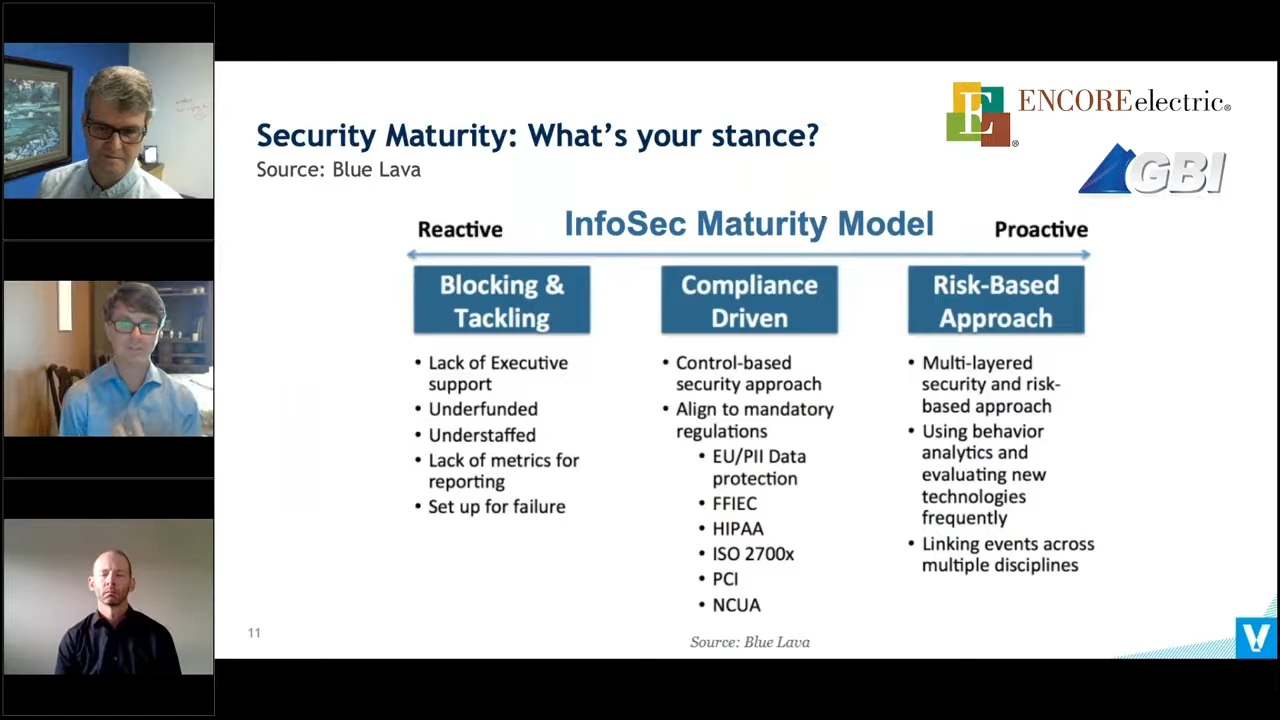 ENCOREelectric®
E®
GBI
Security Maturity: What's your stance?
Source: Blue Lava
Reactive
InfoSec Maturity Model
Proactive
Blocking &
Tackling
• Lack of Executive
support
• Underfunded
• Understaffed
• Lack of metrics for
reporting
• Set up for failure
Compliance
Driven
• Control-based
security approach
• Align to mandatory
regulations
• EU/PII Data
protection
• FFIEC
• HIPAA
• ISO 2700x
• PCI
• NCUA
Risk-Based
Approach
• Multi-layered
security and risk-
based approach
• Using behavior
analytics and
evaluating new
technologies
frequently
• Linking events across
multiple disciplines
11
Source: Blue Lava
V